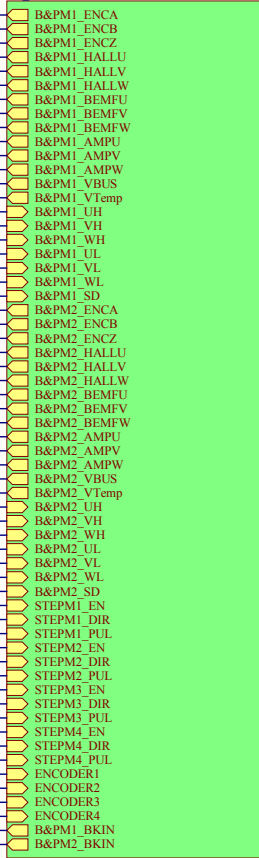 B&PM1_ENCA
B&PM1_ENCB
B&PM1_ENCZ
B&PM1_HALLU
B&PM1_HALLV
B&PM1_HALLW
B&PM1_BEMFU
B&PM1_BEMFV
B&PM1_BEMFW
B&PM1_AMPU
B&PM1_AMPV
B&PM1_AMPW
B&PM1_VBUS
B&PM1_VTemp
B&PM1_UH
B&PM1_VH
B&PM1_WH
B&PM1_UL
B&PM1_VL
B&PM1_WL
B&PM1_SD
B&PM2_ENCA
B&PM2_ENCB
B&PM2_ENCZ
B&PM2_HALLU
B&PM2_HALLV
B&PM2_HALLW
B&PM2_BEMFU
B&PM2_BEMFV
B&PM2_BEMFW
B&PM2_AMPU
B&PM2_AMPV
B&PM2_AMPW
B&PM2_VBUS
B&PM2_VTemp
B&PM2_UH
B&PM2_VH
B&PM2_WH
B&PM2_UL
B&PM2_VL
B&PM2_WL
B&PM2_SD
STEPM1_EN
STEPM1_DIR
STEPM1_PUL
STEPM2_EN
STEPM2_DIR
STEPM2_PUL
STEPM3_EN
STEPM3_DIR
STEPM3_PUL
STEPM4_EN
STEPM4_DIR
STEPM4_PUL
ENCODER1
ENCODER2
ENCODER3
ENCODER4
B&PM1_BKIN
B&PM2_BKIN